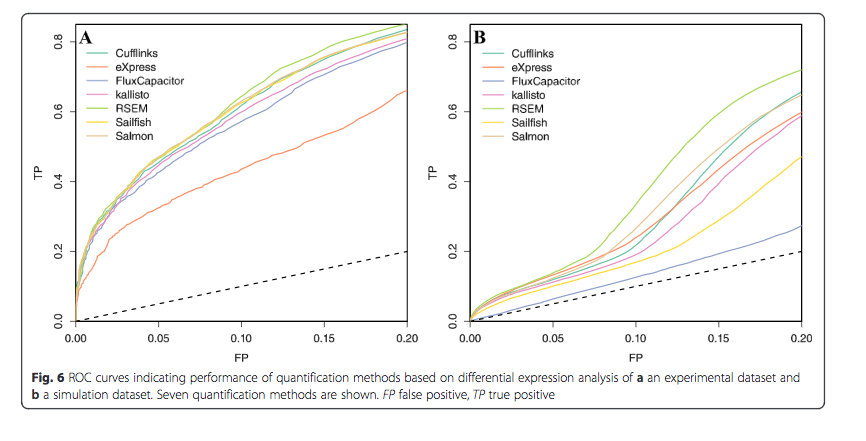 A
Cufflinks
eXpress
FluxCapacitor
kallisto
RSEM
Sailfish
Salmon
TP
0.8
0.6
0.4
0.2
0.0
0.00
0.05
0.10
0.15
0.20
FP
B
Cufflinks
eXpress
FluxCapacitor
kallisto
RSEM
Sailfish
Salmon
TP
0.8
0.6
0.4
0.2
0.0
0.00
0.05
0.10
0.15
0.20
FP
Fig. 6 ROC curves indicating performance of quantification methods based on differential expression analysis of a an experimental dataset and
b a simulation dataset. Seven quantification methods are shown. FP false positive, TP true positive